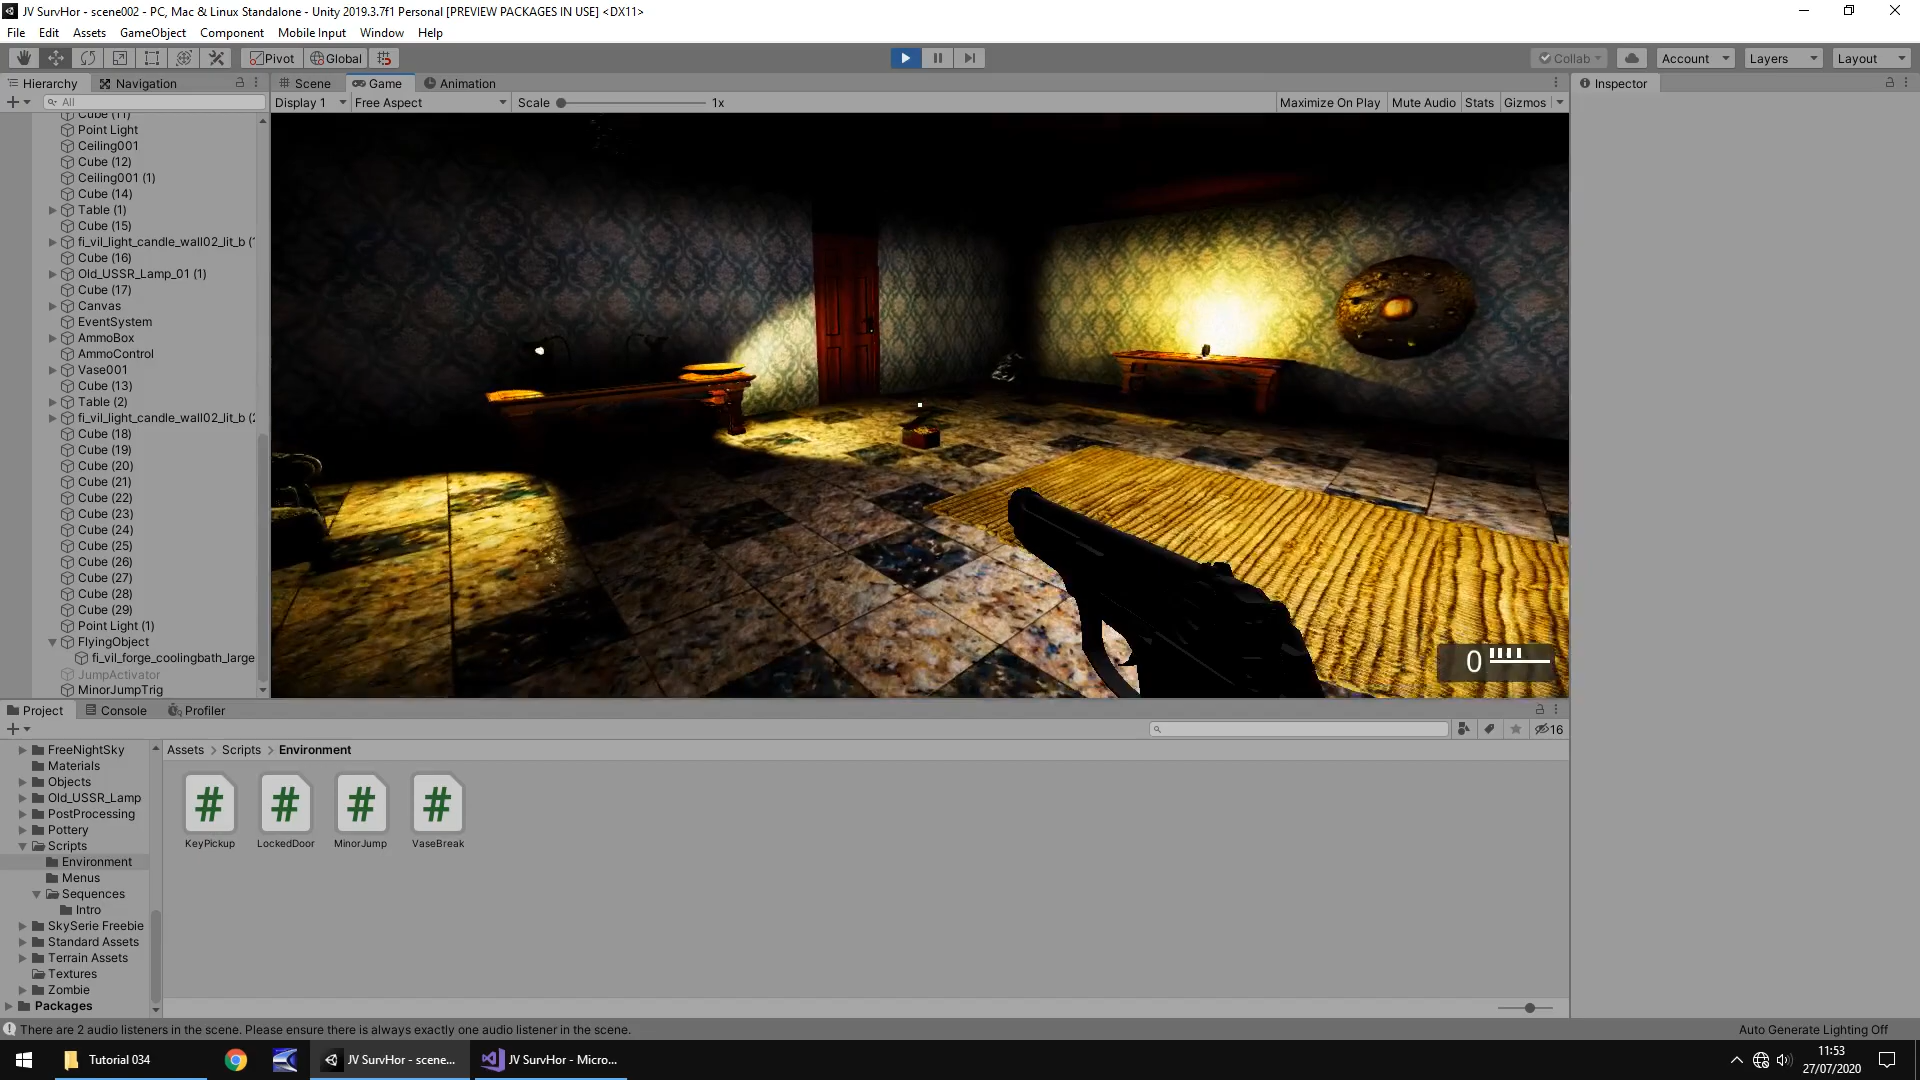 JV SurvHor - scene002 - PC, Mac & Linux Standalone - Unity 2019.3.7f1 Personal [PREVIEW PACKAGES IN USE] <DX11>
File Edit Assets GameObject Component Mobile Input Window Help
Pivot Global Collab Account Layers Layout
Hierarchy Navigation Scene Game Animation Inspector
All Display 1 Free Aspect Scale 1x Maximize On Play Mute Audio Stats Gizmos
Cube (11)
Point Light
Ceiling001
Cube (12)
Ceiling001 (1)
Cube (14)
Table (1)
Cube (15)
fi_vil_light_candle_wall02_lit_b (
Cube (16)
Old_USSR_Lamp_01 (1)
Cube (17)
Canvas
EventSystem
AmmoBox
AmmoControl
Vase001
Cube (13)
Table (2)
fi_vil_light_candle_wall02_lit_b (2
Cube (18)
Cube (19)
Cube (20)
Cube (21)
Cube (22)
Cube (23)
Cube (24)
Cube (25)
Cube (26)
Cube (27)
Cube (28)
Cube (29)
Point Light (1)
FlyingObject
fi_vil_forge_coolingbath_large
JumpActivator
MinorJumpTrig
0
Project Console Profiler
16
FreeNightSky
Materials
Objects
Old_USSR_Lamp
PostProcessing
Pottery
Scripts
Environment
Menus
Sequences
Intro
SkySerie Freebie
Standard Assets
Terrain Assets
Textures
Zombie
Packages
Assets > Scripts > Environment
# # # #
KeyPickup LockedDoor MinorJump VaseBreak
There are 2 audio listeners in the scene. Please ensure there is always exactly one audio listener in the scene.
Auto Generate Lighting Off
Tutorial 034 JV SurvHor - scene... JV SurvHor - Micro...
11:53
27/07/2020